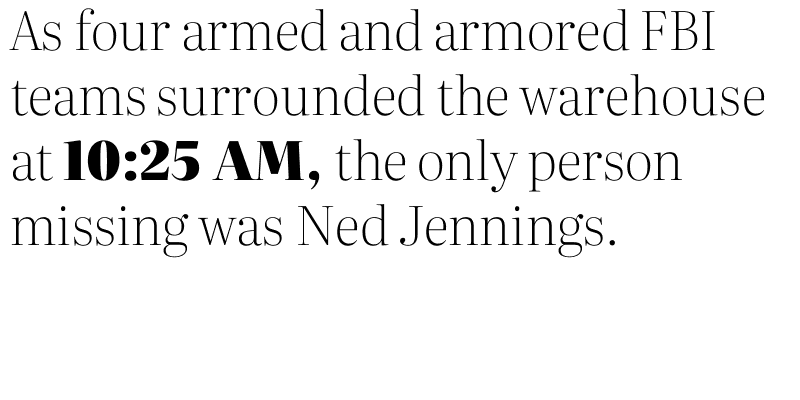 As four armed and armored FBI
teams surrounded the warehouse
at 10:25 AM, the only person
missing was Ned Jennings.